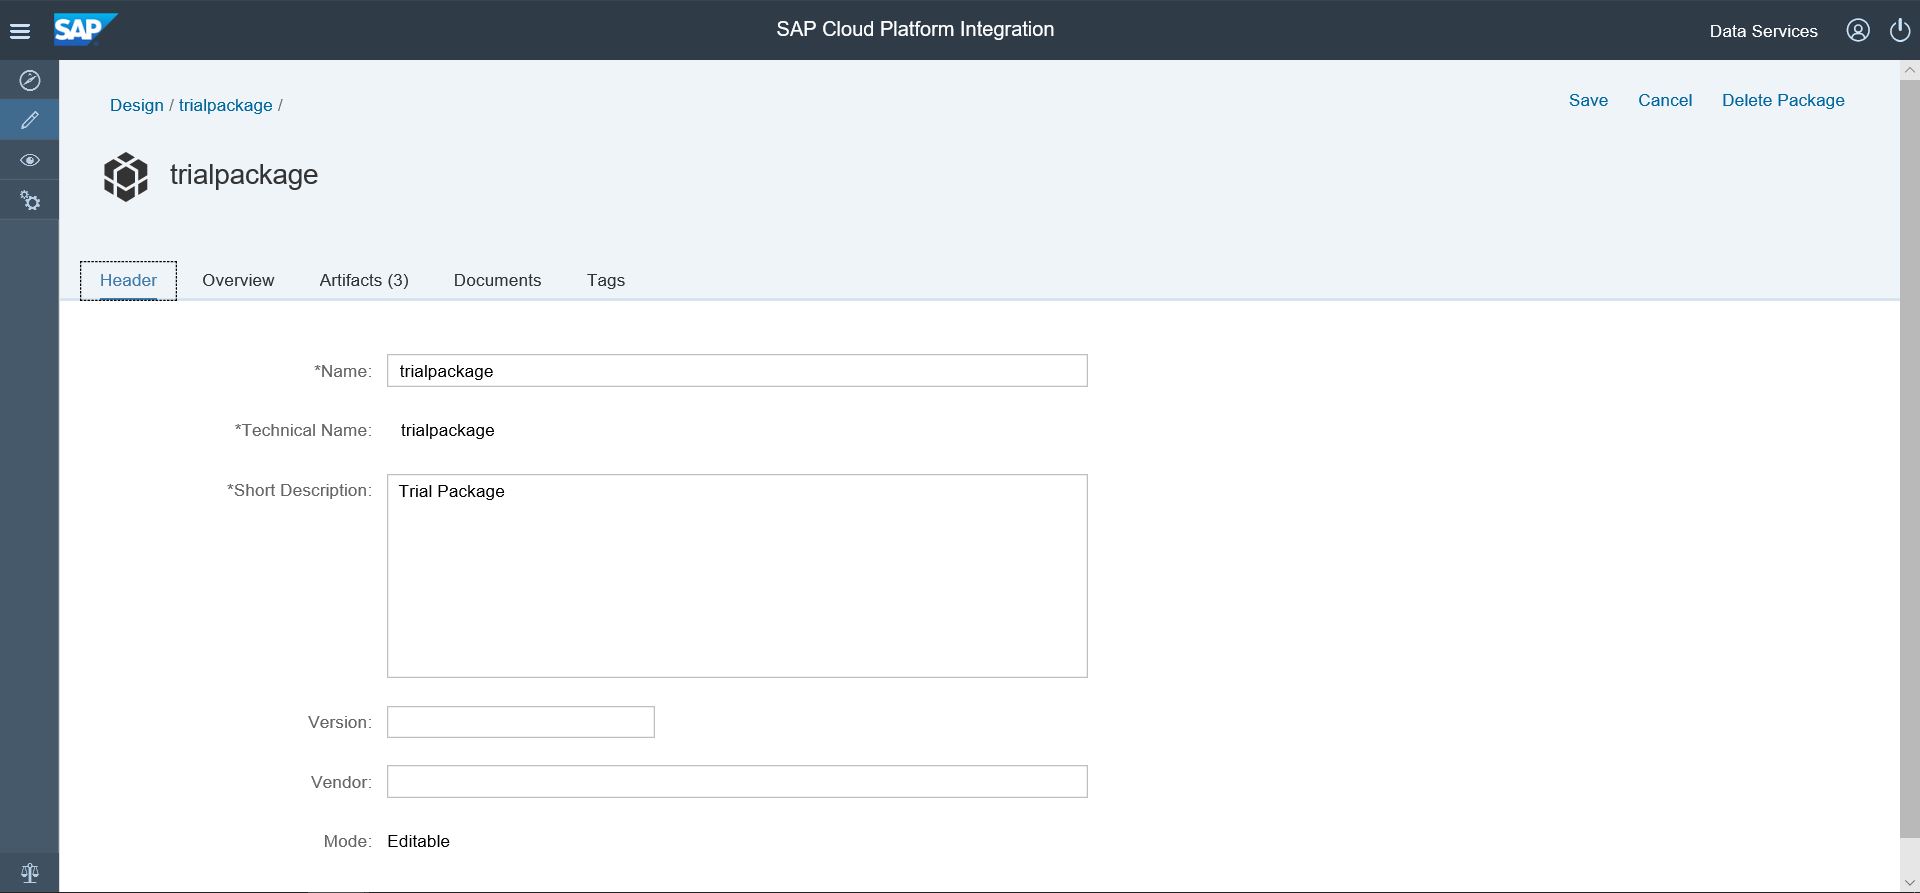 SAP
SAP Cloud Platform Integration
Data Services
Design / trialpackage /
Save Cancel Delete Package
trialpackage
Header Overview Artifacts (3) Documents Tags
*Name: trialpackage
*Technical Name: trialpackage
*Short Description: Trial Package
Version:
Vendor:
Mode: Editable